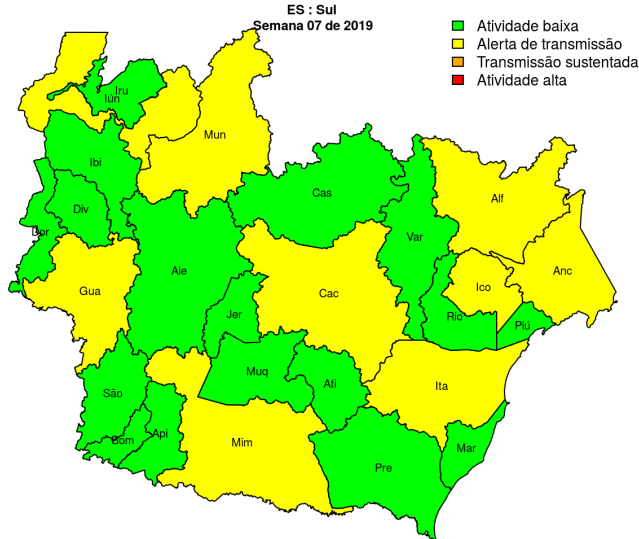 ES : Sul
Semana 07 de 2019
Atividade baixa
Alerta de transmissão
Transmissão sustentada
Atividade alta
Iru
Iún
Mun
Ibi
Cas
Alf
Div
Dor
Var
Ale
Anc
Gua
Cac
Ico
Jer
Rio
Piú
Muq
Ati
Ita
São
Api
Bom
Mim
Mar
Pre